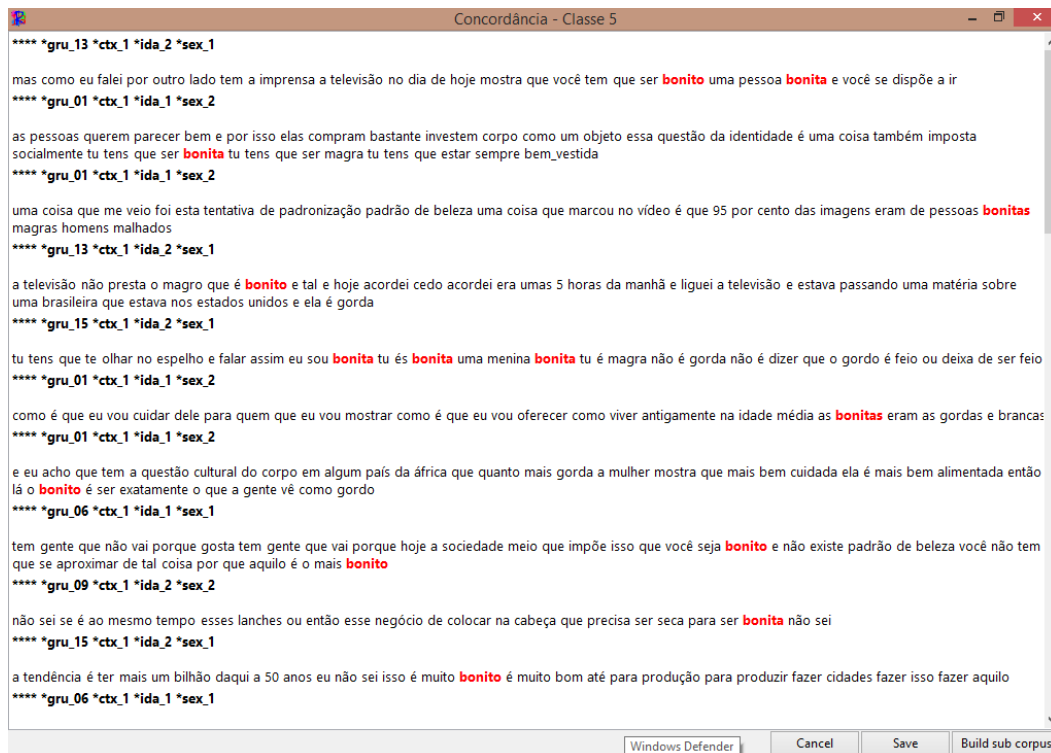 Concordância - Classe 5
**** *gru_13 *ctx_1 *ida_2 *sex_1
mas como eu falei por outro lado tem a imprensa a televisão no dia de hoje mostra que você tem que ser bonito uma pessoa bonita e você se dispõe a ir
**** *gru_01 *ctx_1 *ida_1 *sex_2
as pessoas querem parecer bem e por isso elas compram bastante investem corpo como um objeto essa questão da identidade é uma coisa também imposta
socialmente tu tens que ser bonita tu tens que ser magra tu tens que estar sempre bem_vestida
**** *gru_01 *ctx_1 *ida_1 *sex_2
uma coisa que me veio foi esta tentativa de padronização padrão de beleza uma coisa que marcou no vídeo é que 95 por cento das imagens eram de pessoas bonitas
magras homens malhados
**** *gru_13 *ctx_1 *ida_2 *sex_1
a televisão não presta o magro que é bonito e tal e hoje acordei cedo acordei era umas 5 horas da manhã e liguei a televisão e estava passando uma matéria sobre
uma brasileira que estava nos estados unidos e ela é gorda
**** *gru_15 *ctx_1 *ida_2 *sex_1
tu tens que te olhar no espelho e falar assim eu sou bonita tu és bonita uma menina bonita tu é magra não é gorda não é dizer que o gordo é feio ou deixa de ser feio
**** *gru_01 *ctx_1 *ida_1 *sex_2
como é que eu vou cuidar dele para quem que eu vou mostrar como é que eu vou oferecer como viver antigamente na idade média as bonitas eram as gordas e brancas
**** *gru_01 *ctx_1 *ida_1 *sex_2
e eu acho que tem a questão cultural do corpo em algum país da áfrica que quanto mais gorda a mulher mostra que mais bem cuidada ela é mais bem alimentada então
lá o bonito é ser exatamente o que a gente vê como gordo
**** *gru_06 *ctx_1 *ida_1 *sex_1
tem gente que não vai porque gosta tem gente que vai porque hoje a sociedade meio que impõe isso que você seja bonito e não existe padrão de beleza você não tem
que se aproximar de tal coisa por que aquilo é o mais bonito
**** *gru_09 *ctx_1 *ida_2 *sex_2
não sei se é ao mesmo tempo esses lanches ou então esse negócio de colocar na cabeça que precisa ser seca para ser bonita não sei
**** *gru_15 *ctx_1 *ida_2 *sex_1
a tendência é ter mais um bilhão daqui a 50 anos eu não sei isso é muito bonito é muito bom até para produção para produzir fazer cidades fazer isso fazer aquilo
**** *gru_06 *ctx_1 *ida_1 *sex_1
Windows Defender Cancel Save Build sub corpus